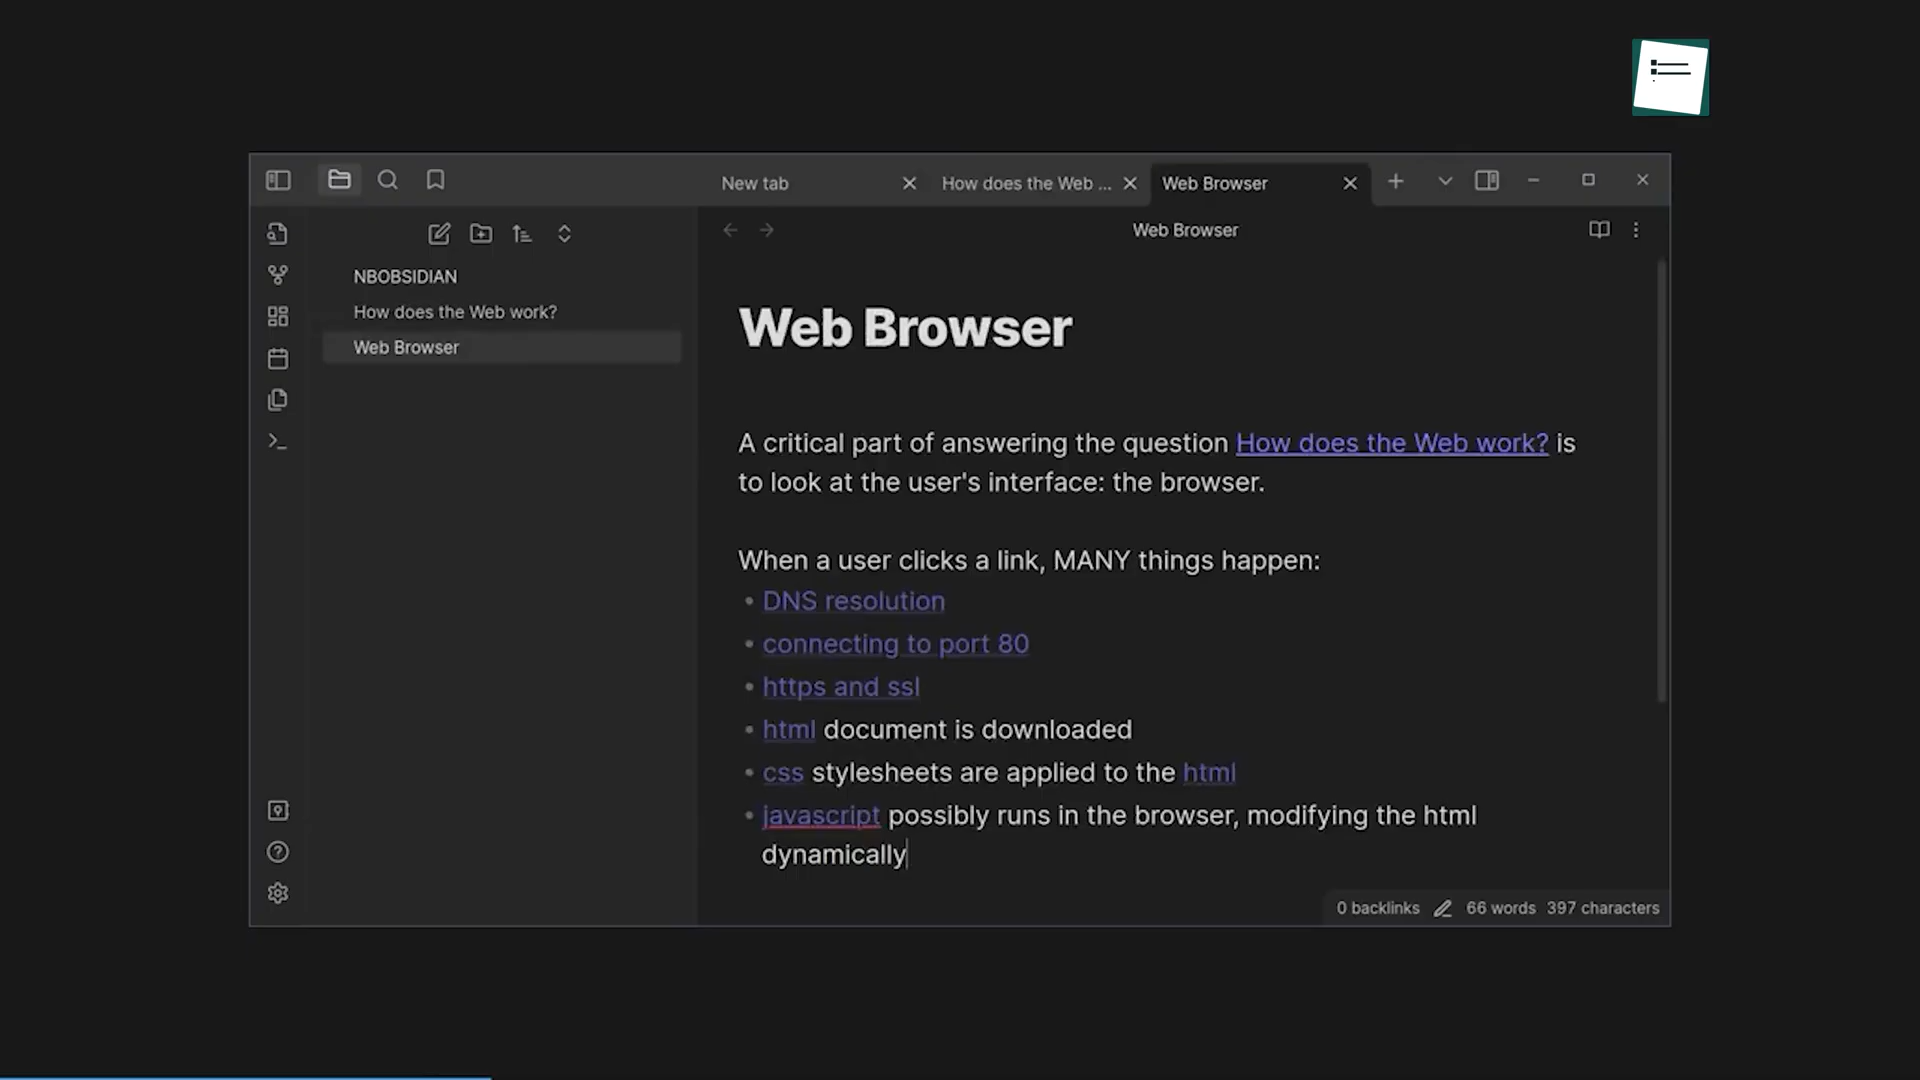 New tab
How does the Web ...
Web Browser
Web Browser
NBOBSIDIAN
How does the Web work?
Web Browser
Web Browser
A critical part of answering the question How does the Web work? is
to look at the user's interface: the browser.
When a user clicks a link, MANY things happen:
• DNS resolution
• connecting to port 80
• https and ssl
• html document is downloaded
• css stylesheets are applied to the html
• javascript possibly runs in the browser, modifying the html
dynamically
0 backlinks 66 words 397 characters